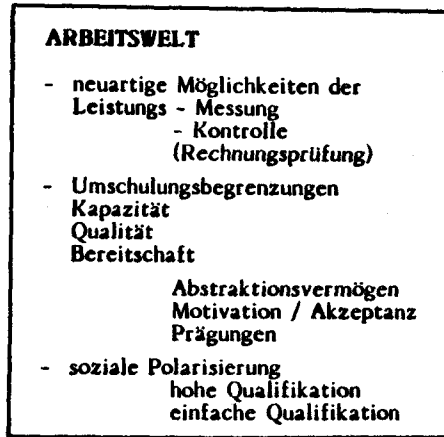 ARBEITSWELT
- neuartige Möglichkeiten der
Leistungs - Messung
- Kontrolle
(Rechnungsprüfung)
- Umschulungsbegrenzungen
Kapazität
Qualität
Bereitschaft
Abstraktionsvermögen
Motivation / Akzeptanz
Prägungen
- soziale Polarisierung
hohe Qualifikation
einfache Qualifikation